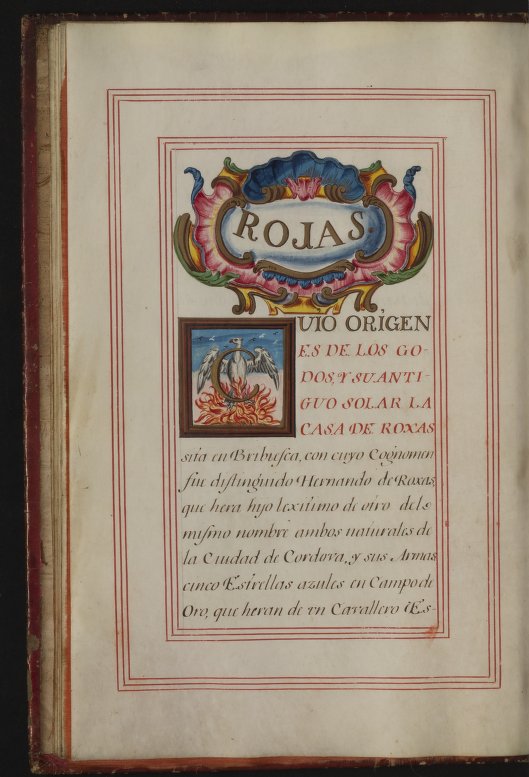 ROJAS.
CUIO ORIGEN
ES DE LOS GO-
DOS, Y SU ANTI-
GUO SOLAR LA
CASA DE ROXAS
sita en Bribiesca, con cuyo Cognomen
fue distinguido Hernando de Roxas,
que hera hijo lexitimo de otro del
mismo nombre ambos naturales de
la Ciudad de Cordova, y sus Armas
cinco Estrellas azules en Campo de
Oro, que heran de vn Cavallero Es-